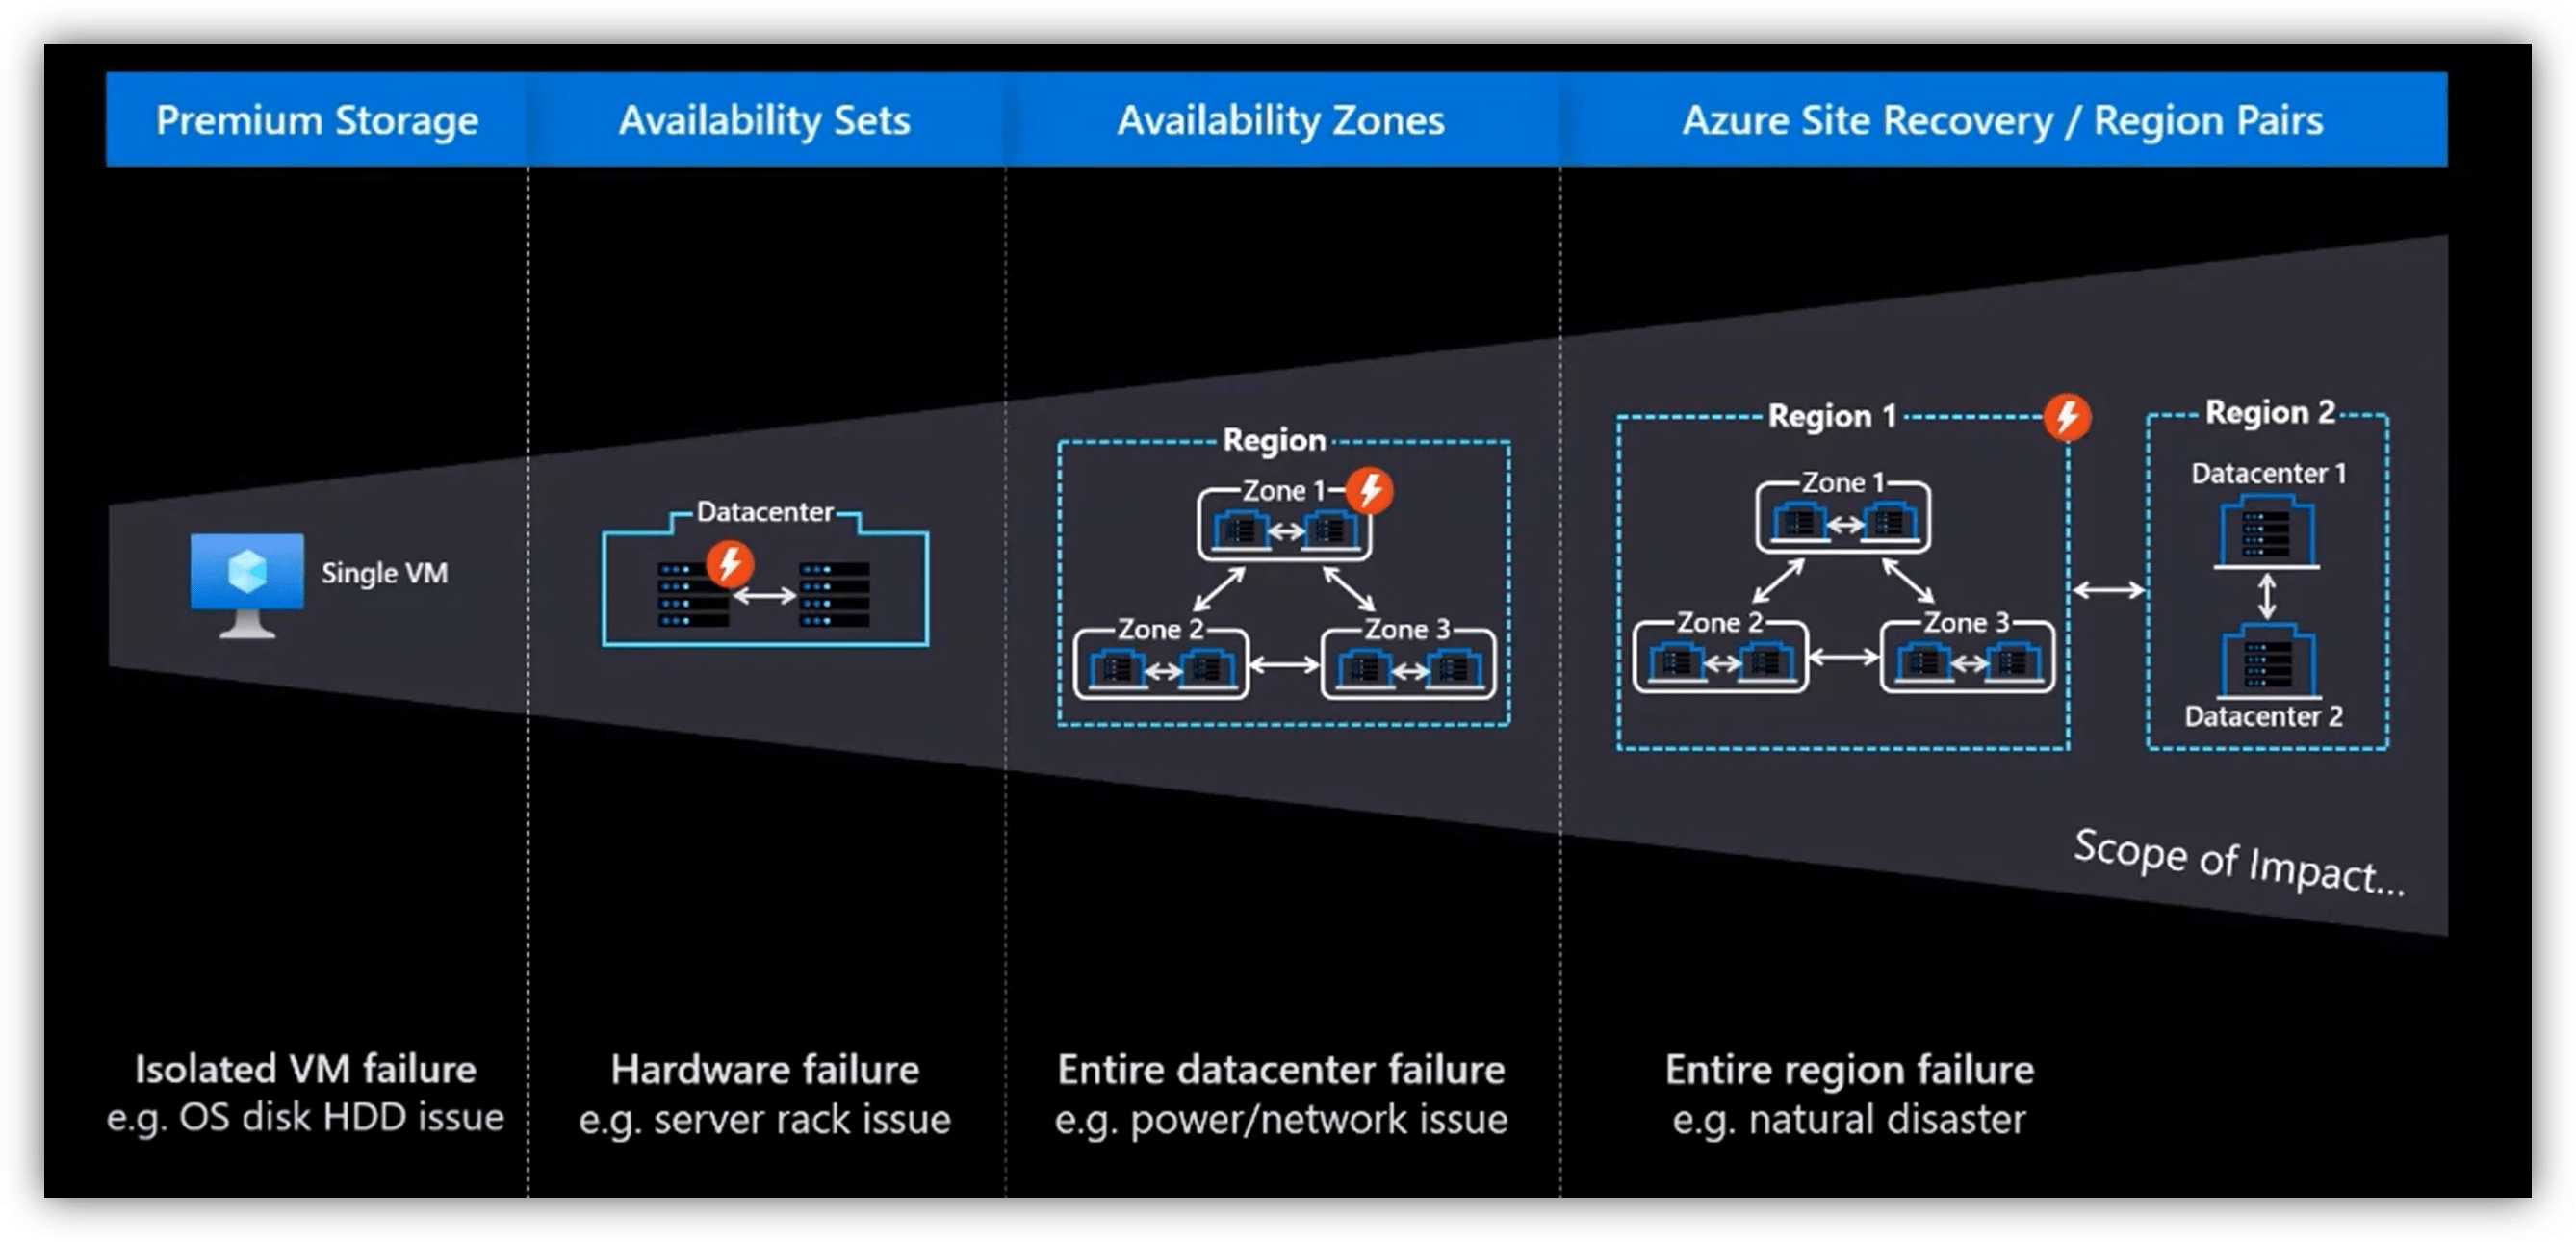 Premium Storage
Availability Sets
Availability Zones
Azure Site Recovery / Region Pairs
Single VM
Datacenter
Region
Zone 1
Zone 2
Zone 3
Region 1
Zone 1
Zone 2
Zone 3
Region 2
Datacenter 1
Datacenter 2
Scope of Impact...
Isolated VM failure
e.g. OS disk HDD issue
Hardware failure
e.g. server rack issue
Entire datacenter failure
e.g. power/network issue
Entire region failure
e.g. natural disaster